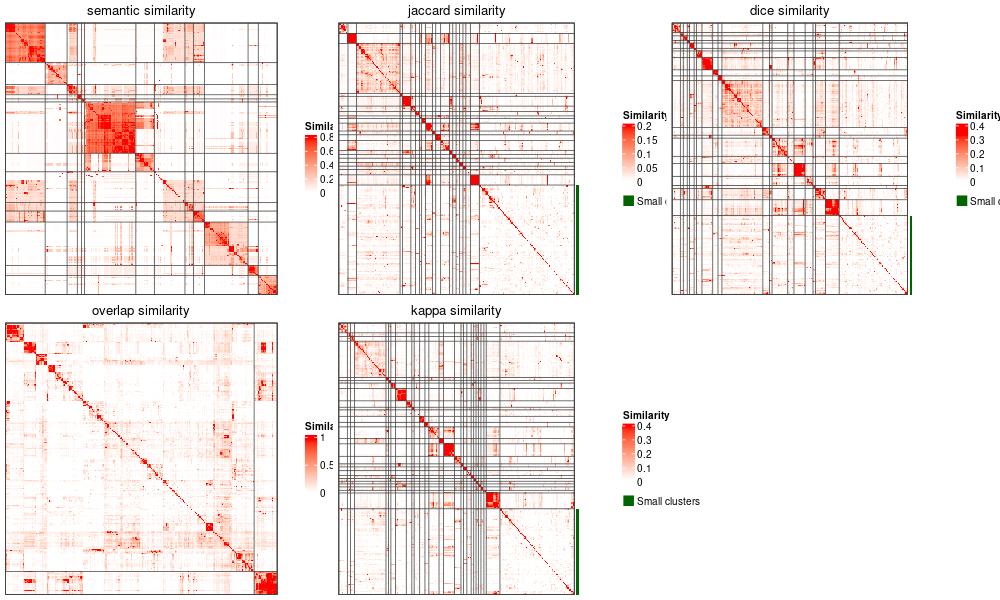 semantic similarity
Simila
0.8
0.6
0.4
0.2
0
jaccard similarity
Similarity
0.2
0.15
0.1
0.05
0
Small c
dice similarity
Similarity
0.4
0.3
0.2
0.1
0
Small c
overlap similarity
Simila
1
0.5
0
kappa similarity
Similarity
0.4
0.3
0.2
0.1
0
Small clusters